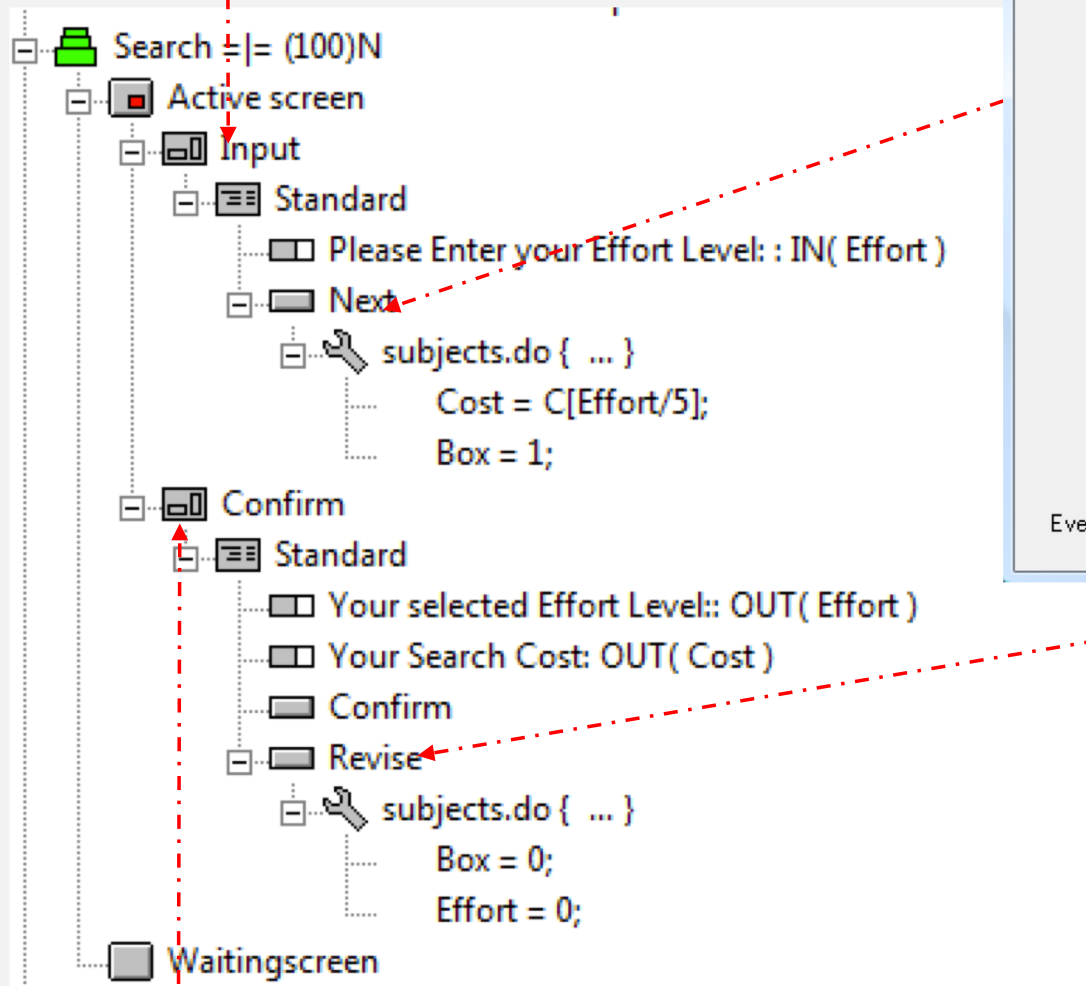 Search =|= (100)N
Active screen
Input
Standard
Please Enter your Effort Level: : IN( Effort )
Next
subjects.do { ... }
Cost = C[Effort/5];
Box = 1;
Confirm
Standard
Your selected Effort Level:: OUT( Effort )
Your Search Cost: OUT( Cost )
Confirm
Revise
subjects.do { ... }
Box = 0;
Effort = 0;
Waitingscreen
Eve